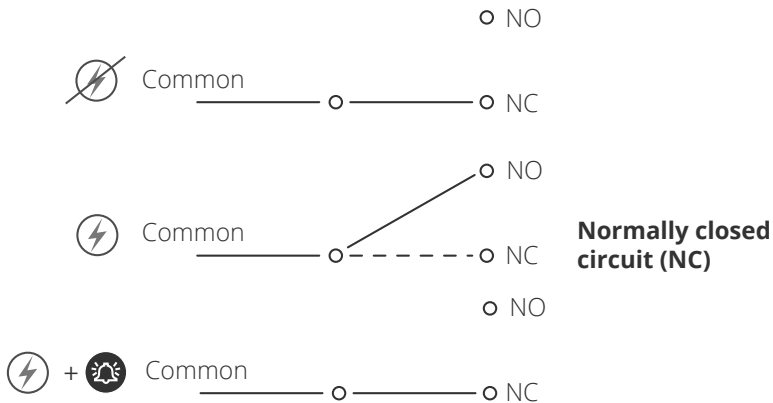 NO
Common
NC
NO
Common
NC
Normally closed
circuit (NC)
NO
+
Common
NC